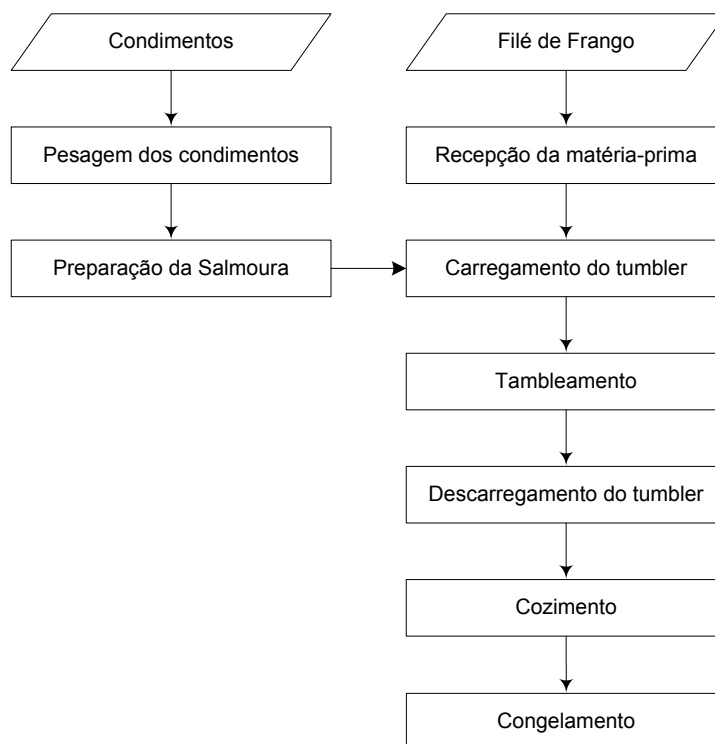 Condimentos
Filé de Frango
Pesagem dos condimentos
Recepção da matéria-prima
Preparação da Salmoura
Carregamento do tumbler
Tambleamento
Descarregamento do tumbler
Cozimento
Congelamento